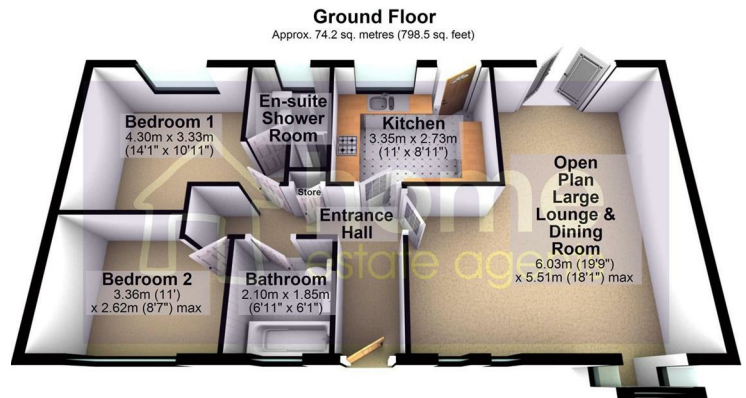 Ground Floor
Approx. 74.2 sq. metres (798.5 sq. feet)
Bedroom 1
4.30m x 3.33m
(14'1" x 10'11")
En-suite
Shower
Room
Kitchen
3.35m x 2.73m
(11' x 8'11")
Open
Plan
Large
Lounge &
Dining
Room
6.03m (19'9")
x 5.51m (18'1") max
Store
Entrance
Hall
Bedroom 2
3.36m (11')
x 2.62m (8'7") max
Bathroom
2.10m x 1.85m
(6'11" x 6'1")
home
estate agents